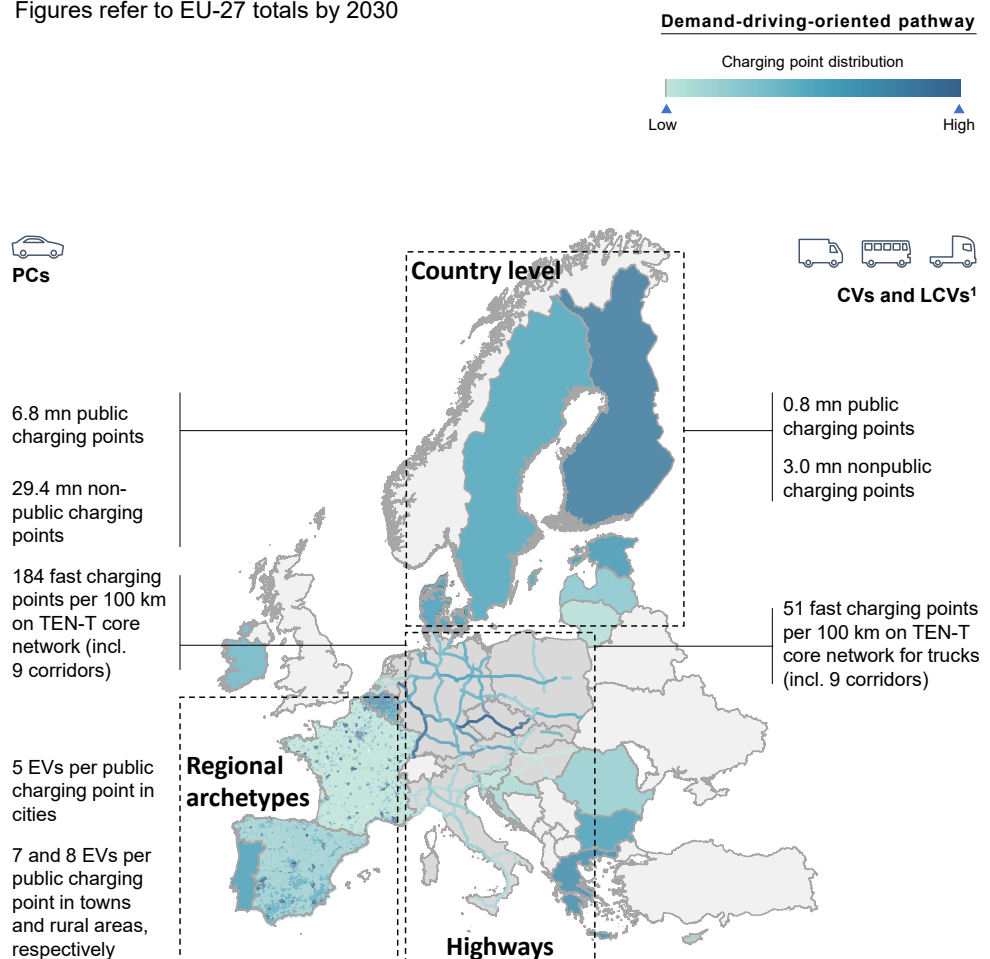 Figures refer to EU-27 totals by 2030
Demand-driving-oriented pathway
Charging point distribution
Low
High
PCs
CVs and LCVs¹
Country level
6.8 mn public
charging points
29.4 mn non-
public charging
points
184 fast charging
points per 100 km
on TEN-T core
network (incl.
9 corridors)
0.8 mn public
charging points
3.0 mn nonpublic
charging points
51 fast charging points
per 100 km on TEN-T
core network for trucks
(incl. 9 corridors)
Regional
archetypes
5 EVs per public
charging point in
cities
7 and 8 EVs per
public charging
point in towns
and rural areas,
respectively
Highways